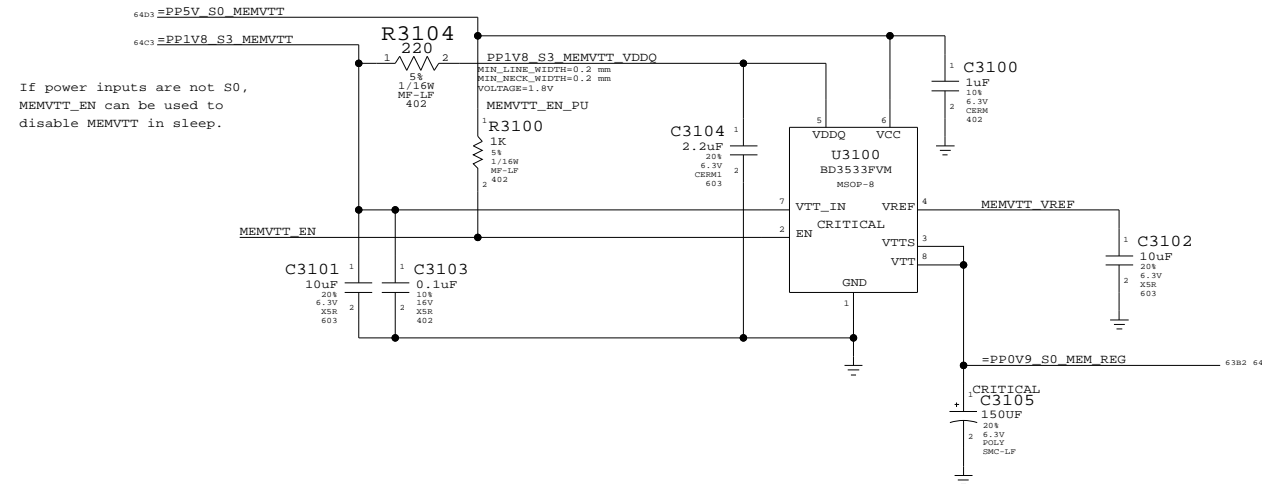 64D3 =PP5V_S0_MEMVTT
64C3 =PP1V8_S3_MEMVTT
R3104
220
1 2
5%
1/16W
MF-LF
402
PP1V8_S3_MEMVTT_VDDQ
MIN_LINE_WIDTH=0.2 mm
MIN_NECK_WIDTH=0.2 mm
VOLTAGE=1.8V
If power inputs are not S0,
MEMVTT_EN can be used to
disable MEMVTT in sleep.
MEMVTT_EN_PU
1
R3100
1K
5%
1/16W
MF-LF
402
2
C3104
1
2.2uF
20%
6.3V
CERM1
603
2
1
C3100
1uF
10%
6.3V
CERM
402
2
5 6
VDDQ VCC
U3100
BD3533FVM
MSOP-8
7 VTT_IN VREF 4
CRITICAL
2 EN
VTTS 3
VTT 8
GND
1
MEMVTT_VREF
MEMVTT_EN
C3101
1
10uF
20%
6.3V
X5R
603
2
1
C3103
0.1uF
10%
16V
X5R
402
2
1
C3102
10uF
20%
6.3V
X5R
603
2
=PP0V9_S0_MEM_REG 63B2 64
1
CRITICAL
C3105
+
150UF
20%
6.3V
POLY
SMC-LF
2